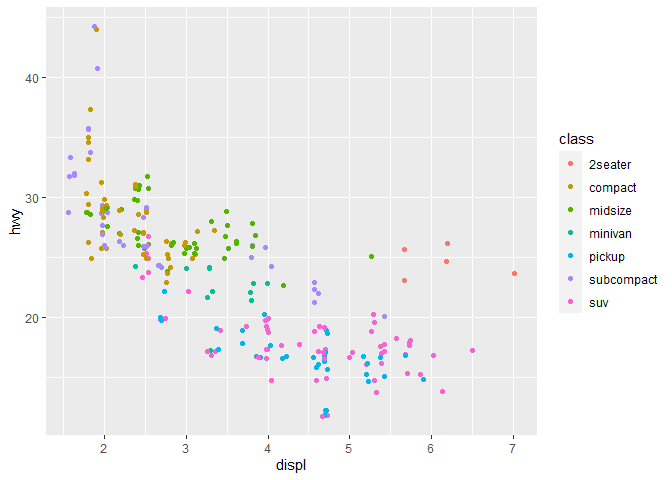 hwy
40
30
20
2
3
4
5
6
7
displ
class
2seater
compact
midsize
minivan
pickup
subcompact
suv